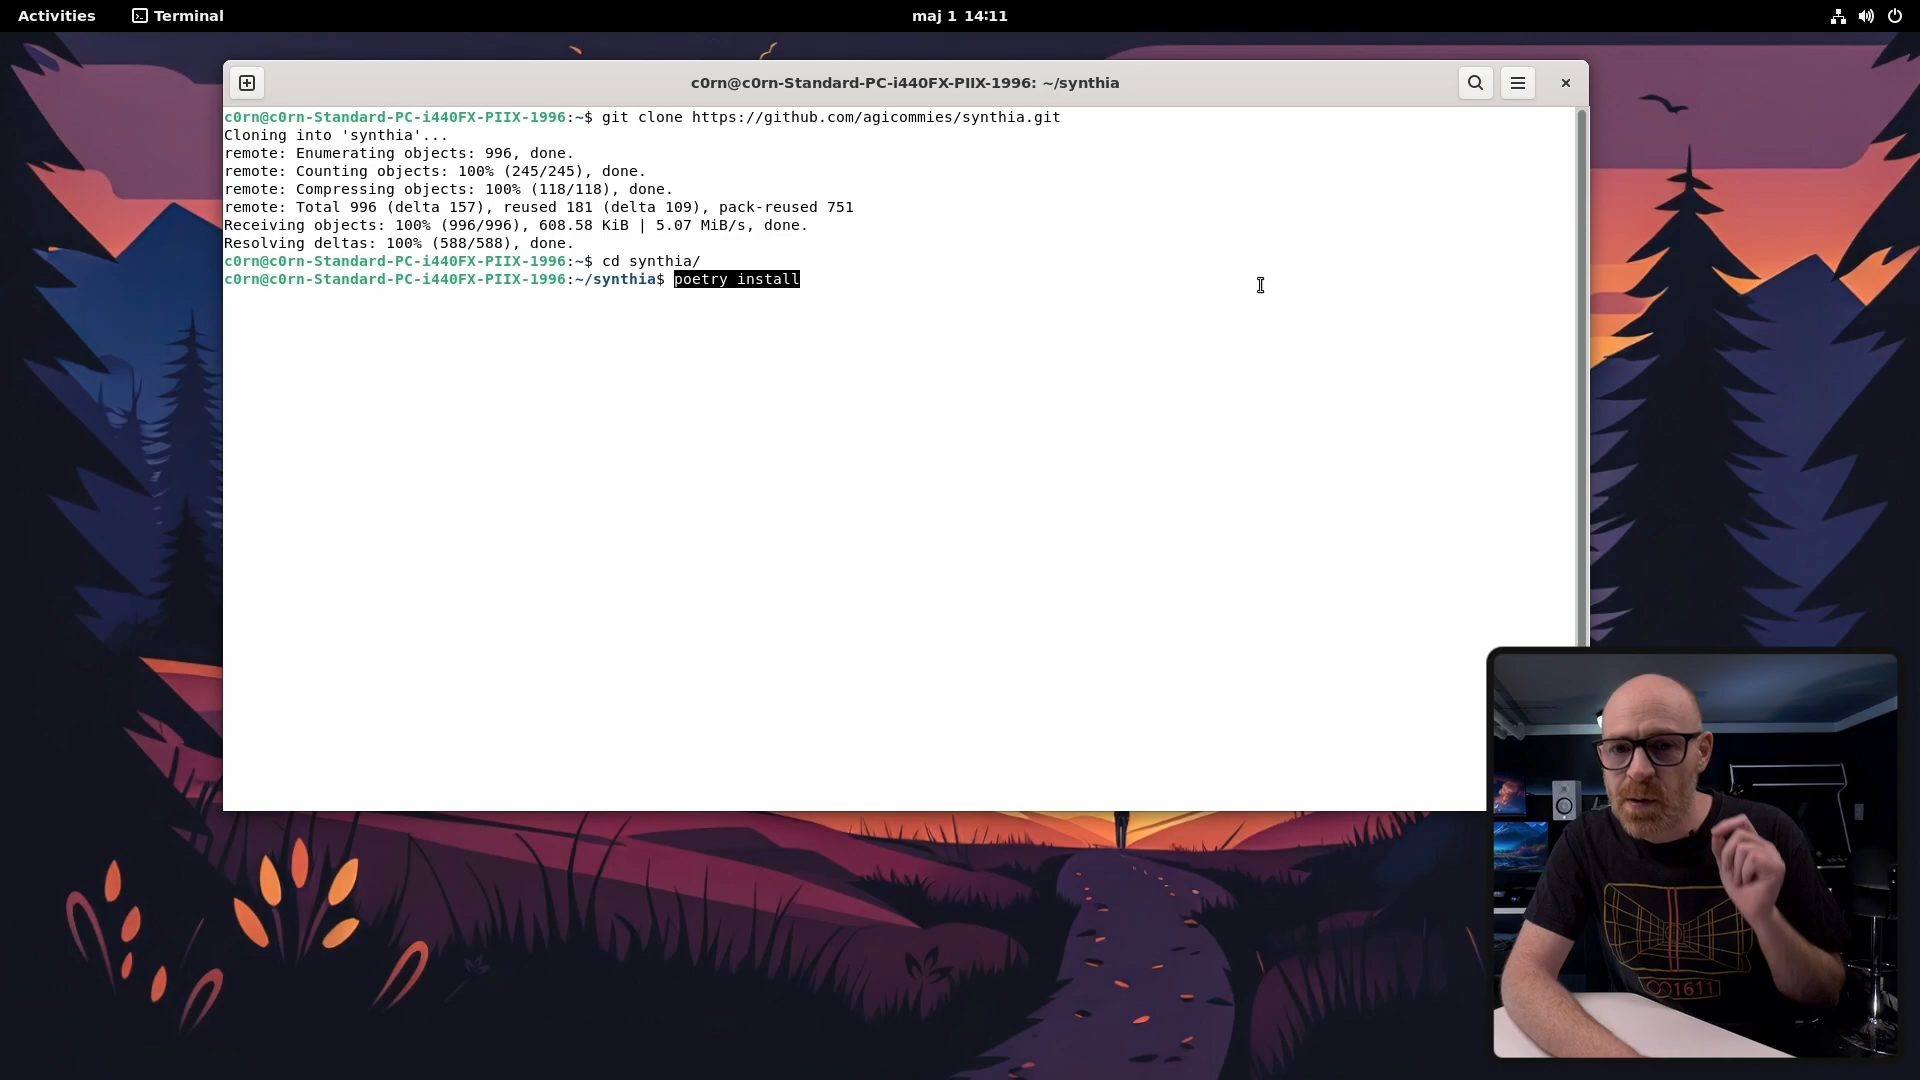 Activities Terminal maj 1 14:11
c0rn@c0rn-Standard-PC-i440FX-PIIX-1996: ~/synthia
c0rn@c0rn-Standard-PC-i440FX-PIIX-1996:~$ git clone https://github.com/agicommies/synthia.git
Cloning into 'synthia'...
remote: Enumerating objects: 996, done.
remote: Counting objects: 100% (245/245), done.
remote: Compressing objects: 100% (118/118), done.
remote: Total 996 (delta 157), reused 181 (delta 109), pack-reused 751
Receiving objects: 100% (996/996), 608.58 KiB | 5.07 MiB/s, done.
Resolving deltas: 100% (588/588), done.
c0rn@c0rn-Standard-PC-i440FX-PIIX-1996:~$ cd synthia/
c0rn@c0rn-Standard-PC-i440FX-PIIX-1996:~/synthia$ poetry install
001611